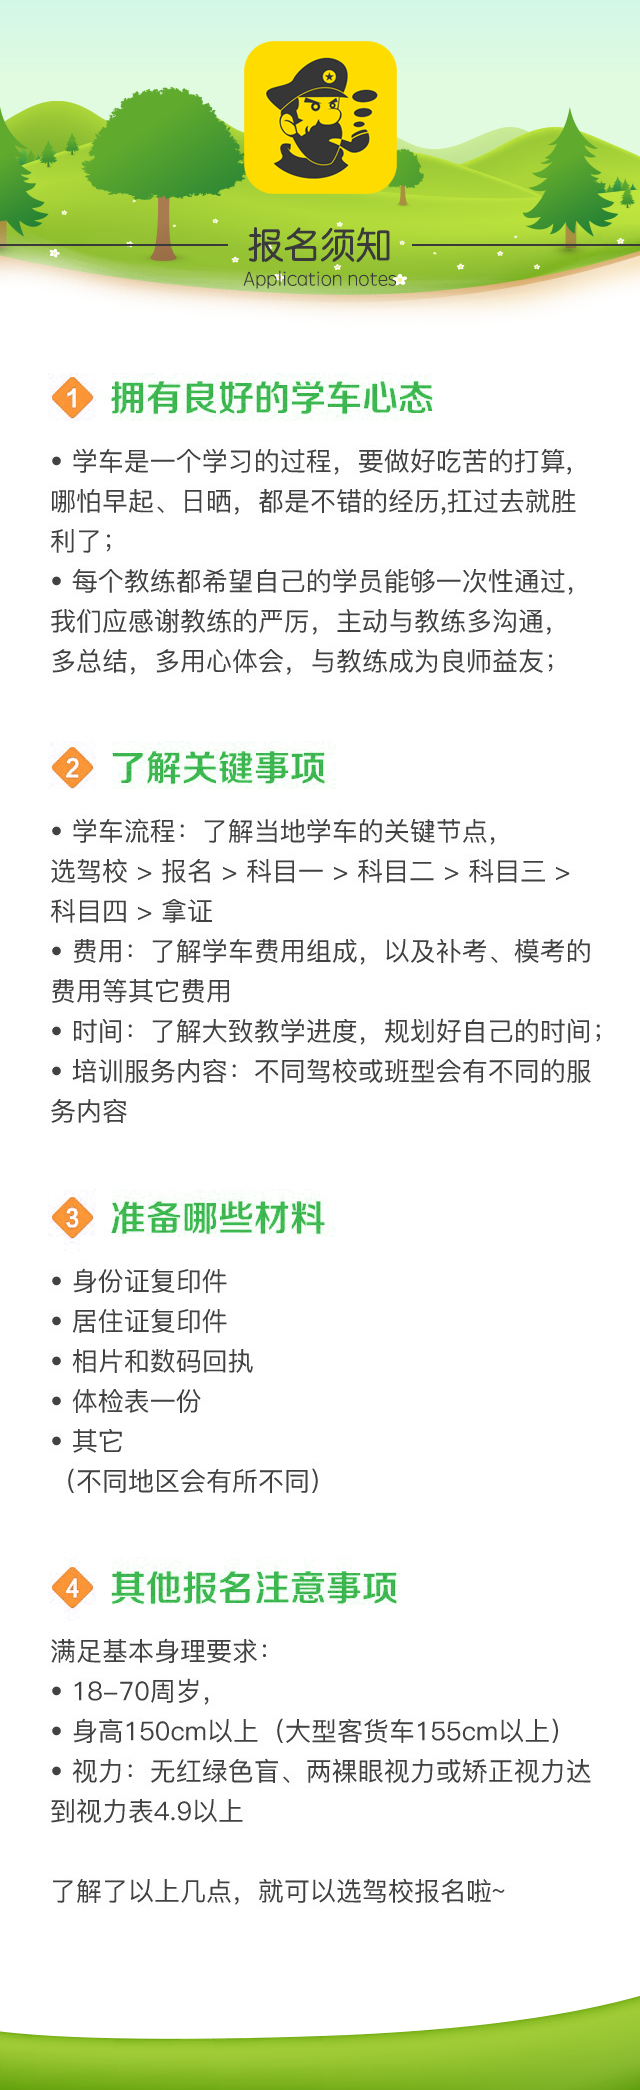 报名须知
Application notes
1 拥有良好的学车心态
• 学车是一个学习的过程，要做好吃苦的打算，
哪怕早起、日晒，都是不错的经历,扛过去就胜
利了；
• 每个教练都希望自己的学员能够一次性通过，
我们应感谢教练的严厉，主动与教练多沟通，
多总结，多用心体会，与教练成为良师益友；
2 了解关键事项
• 学车流程：了解当地学车的关键节点，
选驾校 > 报名 > 科目一 > 科目二 > 科目三 >
科目四 > 拿证
• 费用：了解学车费用组成，以及补考、模考的
费用等其它费用
• 时间：了解大致教学进度，规划好自己的时间；
• 培训服务内容：不同驾校或班型会有不同的服
务内容
3 准备哪些材料
• 身份证复印件
• 居住证复印件
• 相片和数码回执
• 体检表一份
• 其它
（不同地区会有所不同）
4 其他报名注意事项
满足基本身理要求：
• 18-70周岁，
• 身高150cm以上（大型客货车155cm以上）
• 视力：无红绿色盲、两裸眼视力或矫正视力达
到视力表4.9以上
了解了以上几点，就可以选驾校报名啦~